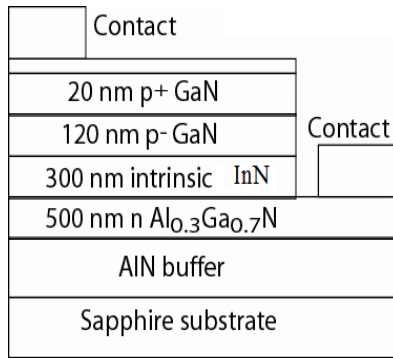 Contact
20 nm p+ GaN
120 nm p- GaN
Contact
300 nm intrinsic InN
500 nm n Al₀.₃Ga₀.₇N
AlN buffer
Sapphire substrate